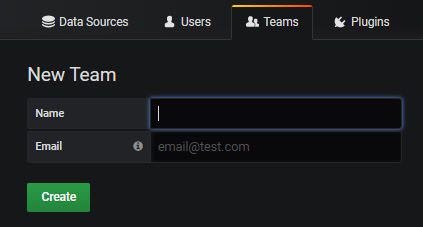 Data Sources Users Teams Plugins
New Team
Name
Email email@test.com
Create